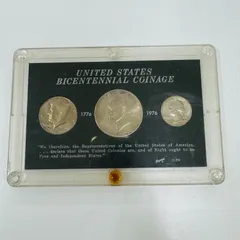 UNITED STATES
BICENTENNIAL COINAGE
1776
1976
"We therefore, the Representatives of the United States of America,
... declare that these United Colonies are, and of Right ought to be
Free and Independent States."